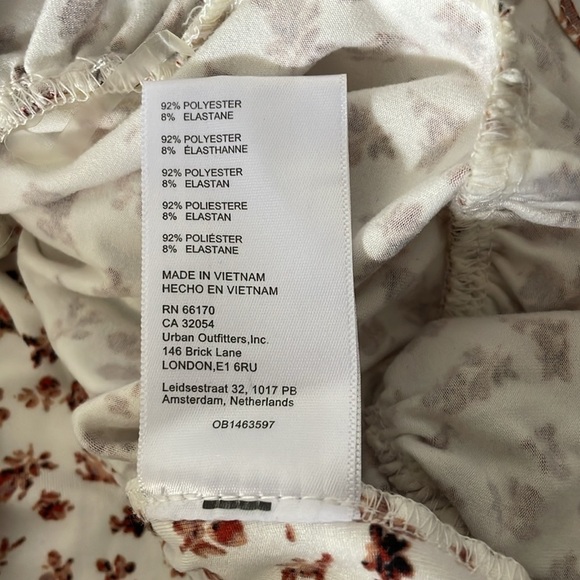 92% POLYESTER
8% ELASTANE
92% POLYESTER
8% ÉLASTHANNE
92% POLYESTER
8% ELASTAN
92% POLIESTERE
8% ELASTAN
92% POLIÉSTER
8% ELASTANE
MADE IN VIETNAM
HECHO EN VIETNAM
RN 66170
CA 32054
Urban Outfitters,Inc.
146 Brick Lane
LONDON,E1 6RU
Leidsestraat 32, 1017 PB
Amsterdam, Netherlands
OB1463597